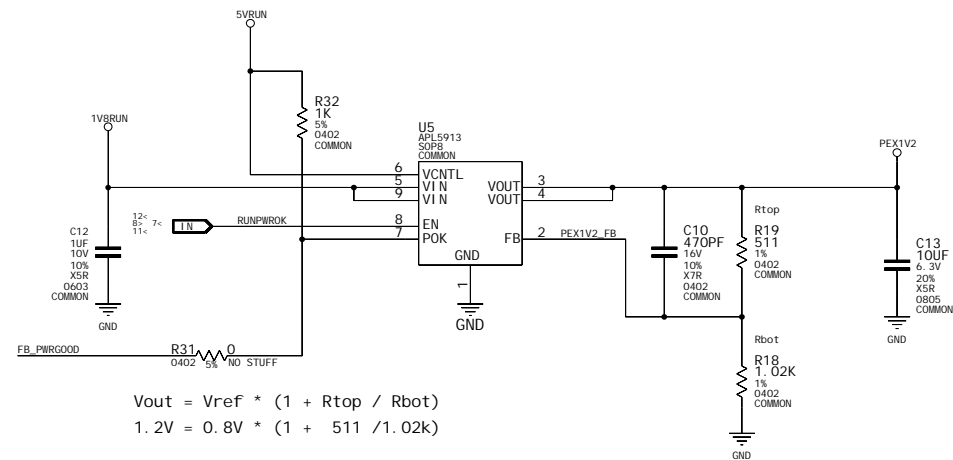 5VRUN
1V8RUN
R32
1K
5%
0402
COMMON
U5
APL5913
SOP8
COMMON
PEX1V2
6 VCNTL
5 VIN
9 VIN
VOUT 3
VOUT 4
12<
8> 7<
11<
IN
RUNPWROK
8 EN
7 POK
FB 2
PEX1V2_FB
GND
1
GND
C12
1UF
10V
10%
X5R
0603
COMMON
GND
C10
470PF
16V
10%
X7R
0402
COMMON
Rtop
R19
511
1%
0402
COMMON
C13
10UF
6.3V
20%
X5R
0805
COMMON
GND
FB_PWRGOOD
R31 0
0402 5% NO STUFF
Rbot
R18
1.02K
1%
0402
COMMON
GND
Vout = Vref * (1 + Rtop / Rbot)
1.2V = 0.8V * (1 + 511 /1.02k)